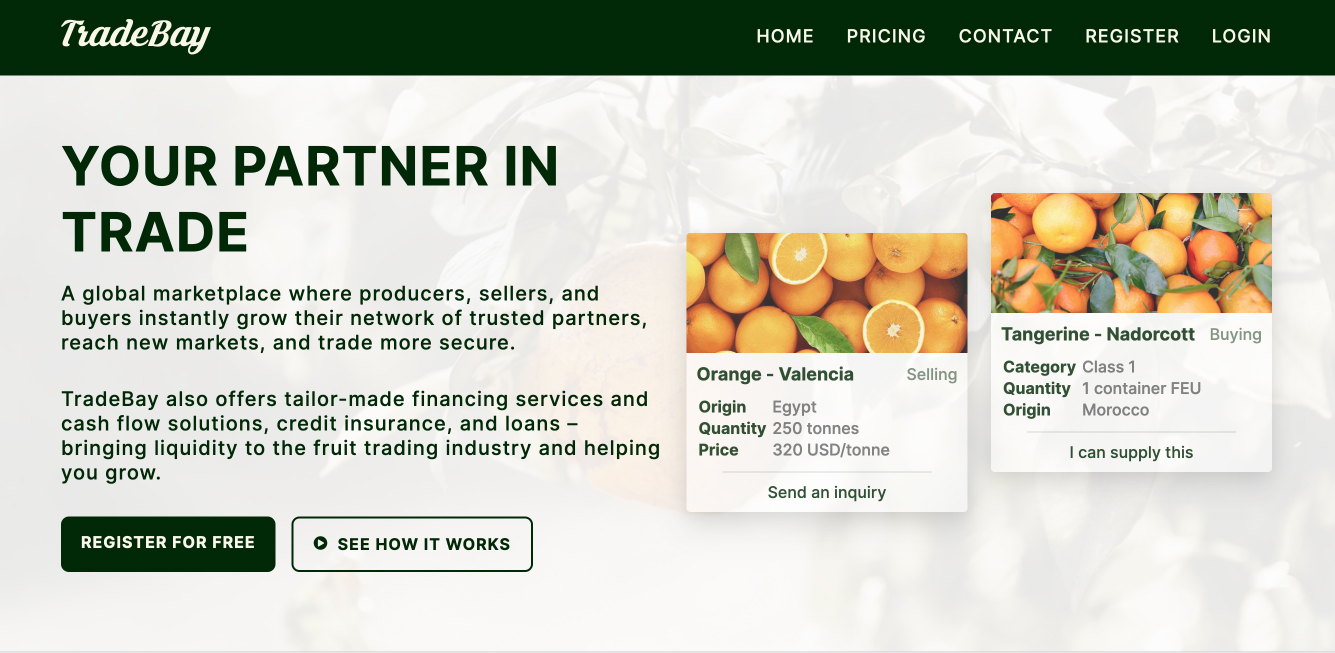 TradeBay
HOME PRICING CONTACT REGISTER LOGIN
YOUR PARTNER IN
TRADE
A global marketplace where producers, sellers, and
buyers instantly grow their network of trusted partners,
reach new markets, and trade more secure.
TradeBay also offers tailor-made financing services and
cash flow solutions, credit insurance, and loans –
bringing liquidity to the fruit trading industry and helping
you grow.
REGISTER FOR FREE
SEE HOW IT WORKS
Orange - Valencia Selling
Origin Egypt
Quantity 250 tonnes
Price 320 USD/tonne
Send an inquiry
Tangerine - Nadorcott Buying
Category Class 1
Quantity 1 container FEU
Origin Morocco
I can supply this